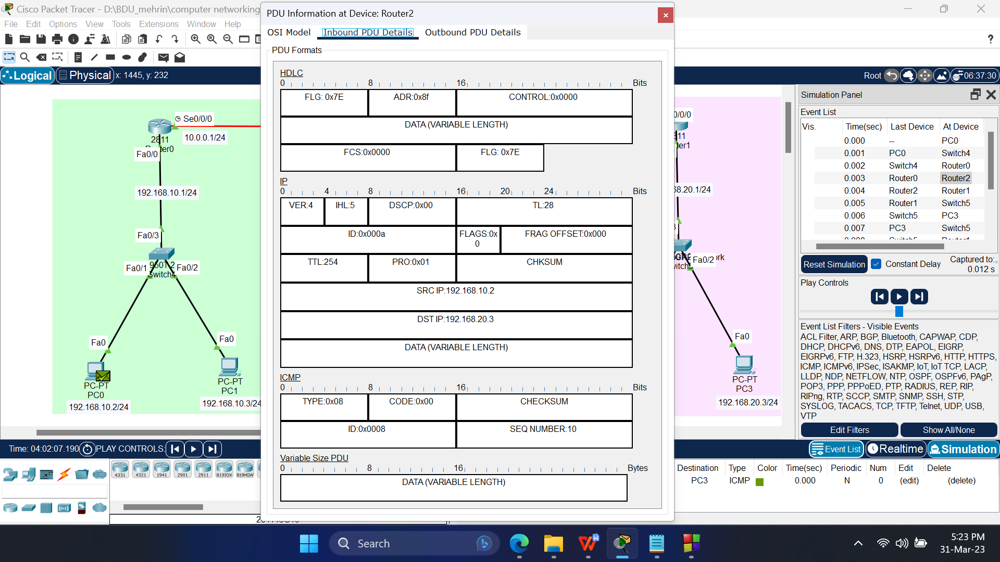 Cisco Packet Tracer - D:\BDU_mehrin\computer networking
File Edit Options View Tools Extensions Window Help
Logical Physical x: 1445, y: 232
Root 06:37:30
Se0/0/0
10.0.0.1/24
2811
Fa0/0
192.168.10.1/24
Fa0/3
Fa0/1
Fa0/2
Switch4
Fa0
Fa0
PC-PT
PC0
192.168.10.2/24
PC-PT
PC1
192.168.10.3/24
PDU Information at Device: Router2
OSI Model Inbound PDU Details Outbound PDU Details
PDU Formats
HDLC
0 8 16 Bits
FLG: 0x7E ADR:0x8f CONTROL:0x0000
DATA (VARIABLE LENGTH)
FCS:0x0000 FLG: 0x7E
IP
0 4 8 16 20 24 Bits
VER:4 IHL:5 DSCP:0x00 TL:28
ID:0x000a FLAGS:0x0 FRAG OFFSET:0x000
TTL:254 PRO:0x01 CHKSUM
SRC IP:192.168.10.2
DST IP:192.168.20.3
DATA (VARIABLE LENGTH)
ICMP
0 8 16 Bits
TYPE:0x08 CODE:0x00 CHECKSUM
ID:0x0008 SEQ NUMBER:10
Variable Size PDU
0 8 16 Bytes
DATA (VARIABLE LENGTH)
0/0/0
ter1
68.20.1/24
Fa0/2
Fa0
PC-PT
PC3
192.168.20.3/24
Simulation Panel
Event List
Vis. Time(sec) Last Device At Device
0.000 -- PC0
0.001 PC0 Switch4
0.002 Switch4 Router0
0.003 Router0 Router2
0.004 Router2 Router1
0.005 Router1 Switch5
0.006 Switch5 PC3
0.007 PC3 Switch5
Reset Simulation Constant Delay Captured to:
0.012 s
Play Controls
Event List Filters - Visible Events
ACL Filter, ARP, BGP, Bluetooth, CAPWAP, CDP,
DHCP, DHCPv6, DNS, DTP, EAPOL, EIGRP,
EIGRPv6, FTP, H.323, HSRP, HSRPv6, HTTP, HTTPS,
ICMP, ICMPv6, IPSec, ISAKMP, IoT, IoT TCP, LACP,
LLDP, NDP, NETFLOW, NTP, OSPF, OSPFv6, PAgP,
POP3, PPP, PPPoED, PTP, RADIUS, REP, RIP,
RIPng, RTP, SCCP, SMTP, SNMP, SSH, STP,
SYSLOG, TACACS, TCP, TFTP, Telnet, UDP, USB,
VTP
Edit Filters Show All/None
Time: 04:02:07.190 PLAY CONTROLS:
Event List Realtime Simulation
4331 4321 1941 2901 2911 819IOX 819HGW
Destination Type Color Time(sec) Periodic Num Edit Delete
PC3 ICMP 0.000 N 0 (edit) (delete)
Search
5:23 PM
31-Mar-23